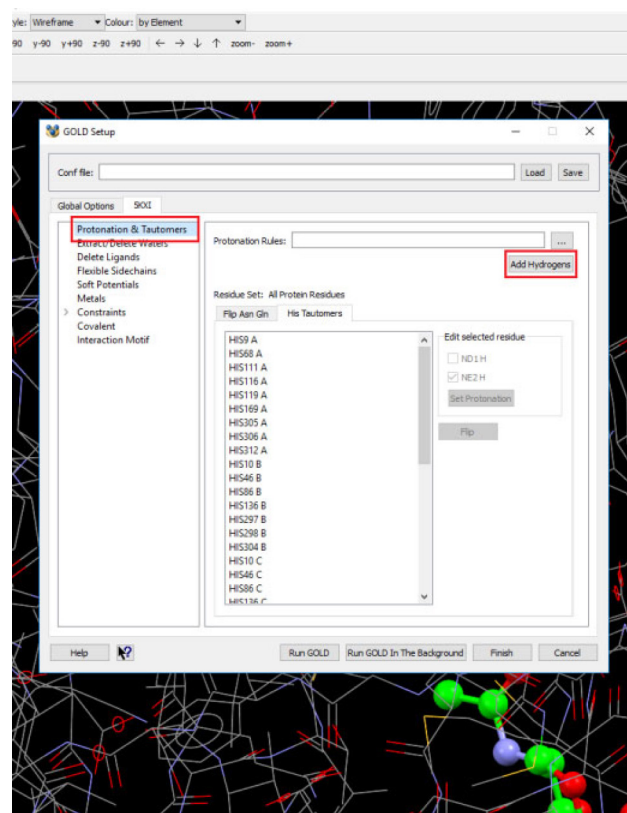 yle: Wireframe Colour: by Element
90 y-90 y+90 z-90 z+90 ← → ↓ ↑ zoom- zoom+
GOLD Setup
Conf file: Load Save
Global Options 5KXI
Protonation & Tautomers
Extract/Delete Waters
Delete Ligands
Flexible Sidechains
Soft Potentials
Metals
Constraints
Covalent
Interaction Motif
Protonation Rules: ...
Add Hydrogens
Residue Set: All Protein Residues
Flip Asn Gln His Tautomers
HIS9 A
HIS68 A
HIS111 A
HIS116 A
HIS119 A
HIS169 A
HIS305 A
HIS306 A
HIS312 A
HIS10 B
HIS46 B
HIS86 B
HIS136 B
HIS297 B
HIS298 B
HIS304 B
HIS10 C
HIS46 C
HIS86 C
HIS136 C
Edit selected residue
ND1 H
NE2 H
Set Protonation
Flip
Help Run GOLD Run GOLD In The Background Finish Cancel